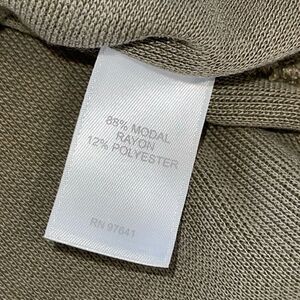 88% MODAL
RAYON
12% POLYESTER
RN 97641